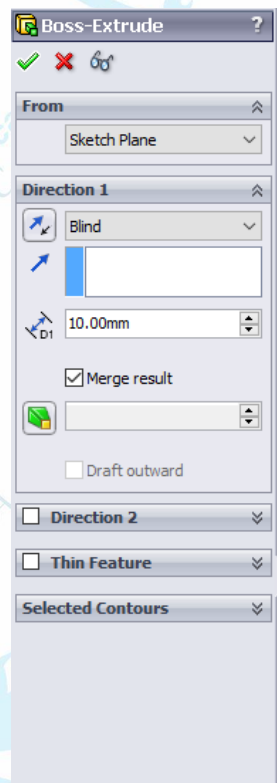 Boss-Extrude ?
From
Sketch Plane
Direction 1
Blind
D1 10.00mm
Merge result
Draft outward
Direction 2
Thin Feature
Selected Contours